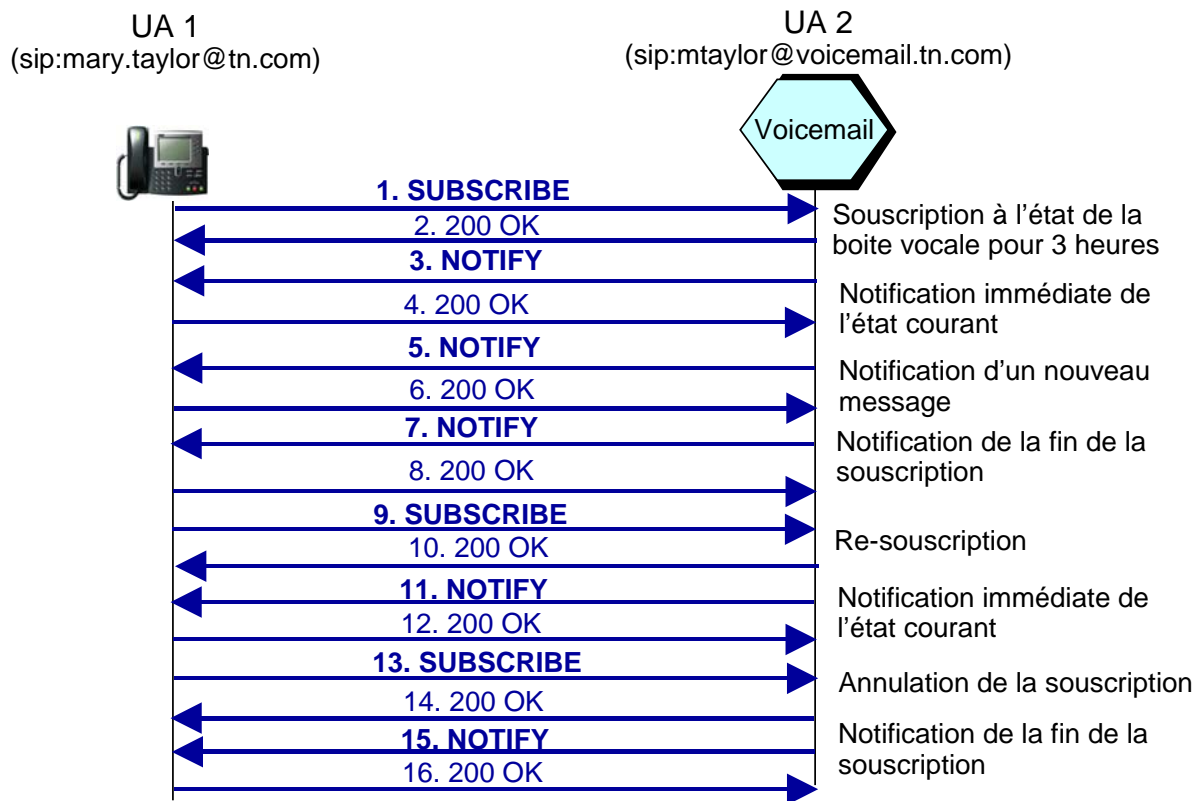 UA 1
(sip:mary.taylor@tn.com)
UA 2
(sip:mtaylor@voicemail.tn.com)
Voicemail
1. SUBSCRIBE
2. 200 OK
Souscription à l'état de la
boite vocale pour 3 heures
3. NOTIFY
4. 200 OK
Notification immédiate de
l'état courant
5. NOTIFY
6. 200 OK
Notification d'un nouveau
message
7. NOTIFY
8. 200 OK
Notification de la fin de la
souscription
9. SUBSCRIBE
10. 200 OK
Re-souscription
11. NOTIFY
12. 200 OK
Notification immédiate de
l'état courant
13. SUBSCRIBE
14. 200 OK
Annulation de la souscription
15. NOTIFY
16. 200 OK
Notification de la fin de la
souscription